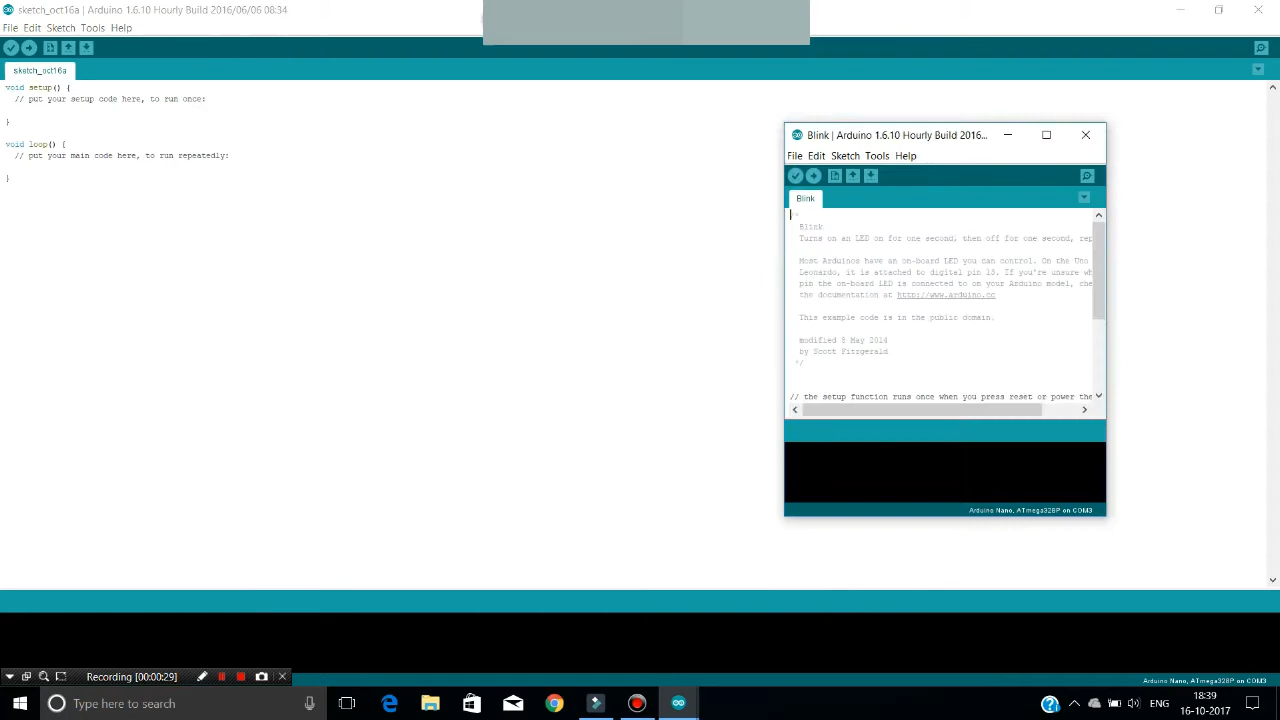 sketch_oct16a | Arduino 1.6.10 Hourly Build 2016/06/06 08:34
File Edit Sketch Tools Help
sketch_oct16a
void setup() {
// put your setup code here, to run once:
}
void loop() {
// put your main code here, to run repeatedly:
}
Blink | Arduino 1.6.10 Hourly Build 2016...
File Edit Sketch Tools Help
Blink
/*
Blink
Turns on an LED on for one second, then off for one second, rep
Most Arduinos have an on-board LED you can control. On the Uno
Leonardo, it is attached to digital pin 13. If you're unsure wh
pin the on-board LED is connected to on your Arduino model, che
the documentation at http://www.arduino.cc
This example code is in the public domain.
modified 8 May 2014
by Scott Fitzgerald
*/
// the setup function runs once when you press reset or power the
Arduino Nano, ATmega328P on COM3
Recording [00:00:29]
Arduino Nano, ATmega328P on COM3
Type here to search
ENG
18:39
16-10-2017